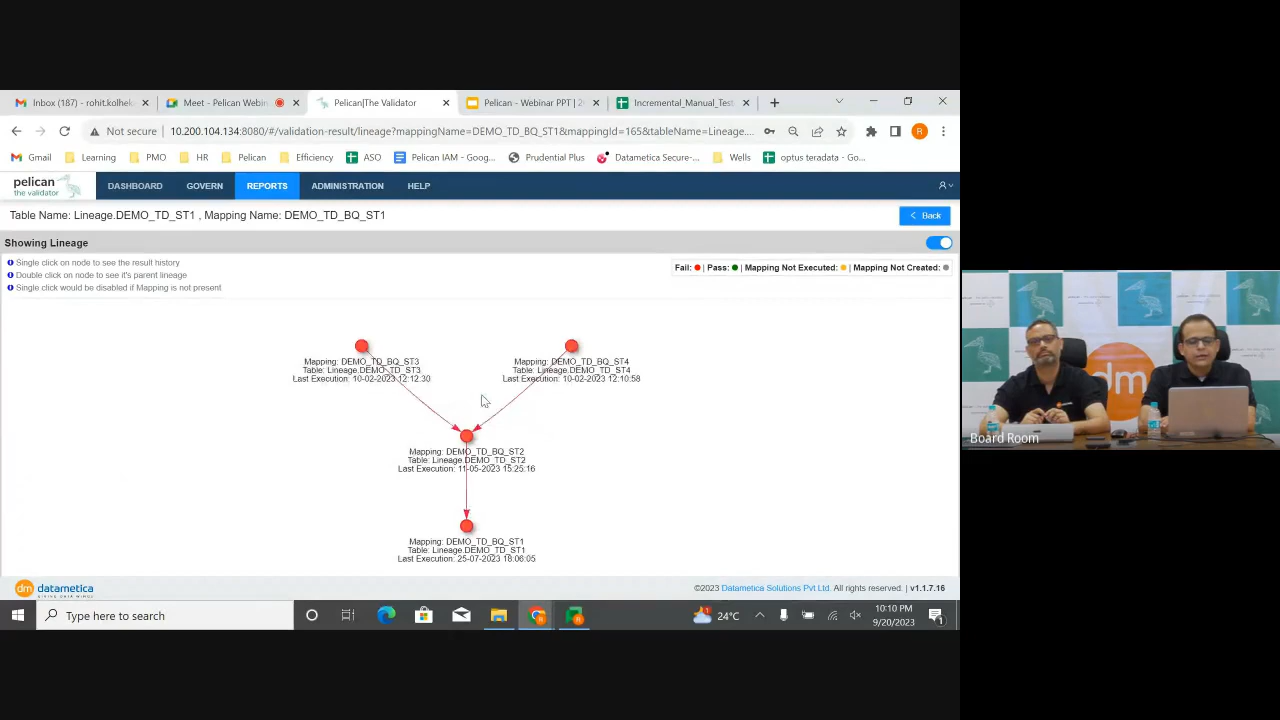 Inbox (187) - rohit.kolhek
Meet - Pelican Webin
Pelican|The Validator
Pelican - Webinar PPT | 2
Incremental_Manual_Test
Not secure
10.200.104.134:8080/#/validation-result/lineage?mappingName=DEMO_TD_BQ_ST1&mappingId=165&tableName=Lineage....
R
Gmail
Learning
PMO
HR
Pelican
Efficiency
ASO
Pelican IAM - Goog...
Prudential Plus
Datametica Secure-...
Wells
optus teradata - Go...
pelican
the validator
DASHBOARD
GOVERN
REPORTS
ADMINISTRATION
HELP
Table Name: Lineage.DEMO_TD_ST1 , Mapping Name: DEMO_TD_BQ_ST1
Back
Showing Lineage
Single click on node to see the result history
Double click on node to see it's parent lineage
Single click would be disabled if Mapping is not present
Fail: | Pass: | Mapping Not Executed: | Mapping Not Created:
Mapping: DEMO_TD_BQ_ST3
Table: Lineage.DEMO_TD_ST3
Last Execution: 10-02-2023 12:12:30
Mapping: DEMO_TD_BQ_ST4
Table: Lineage.DEMO_TD_ST4
Last Execution: 10-02-2023 12:10:58
Mapping: DEMO_TD_BQ_ST2
Table: Lineage.DEMO_TD_ST2
Last Execution: 11-05-2023 15:25:16
Mapping: DEMO_TD_BQ_ST1
Table: Lineage.DEMO_TD_ST1
Last Execution: 25-07-2023 18:06:05
dm datametica
©2023 Datametica Solutions Pvt Ltd. All rights reserved. | v1.1.7.16
Type here to search
24°C
10:10 PM
9/20/2023
1
dm
Board Room